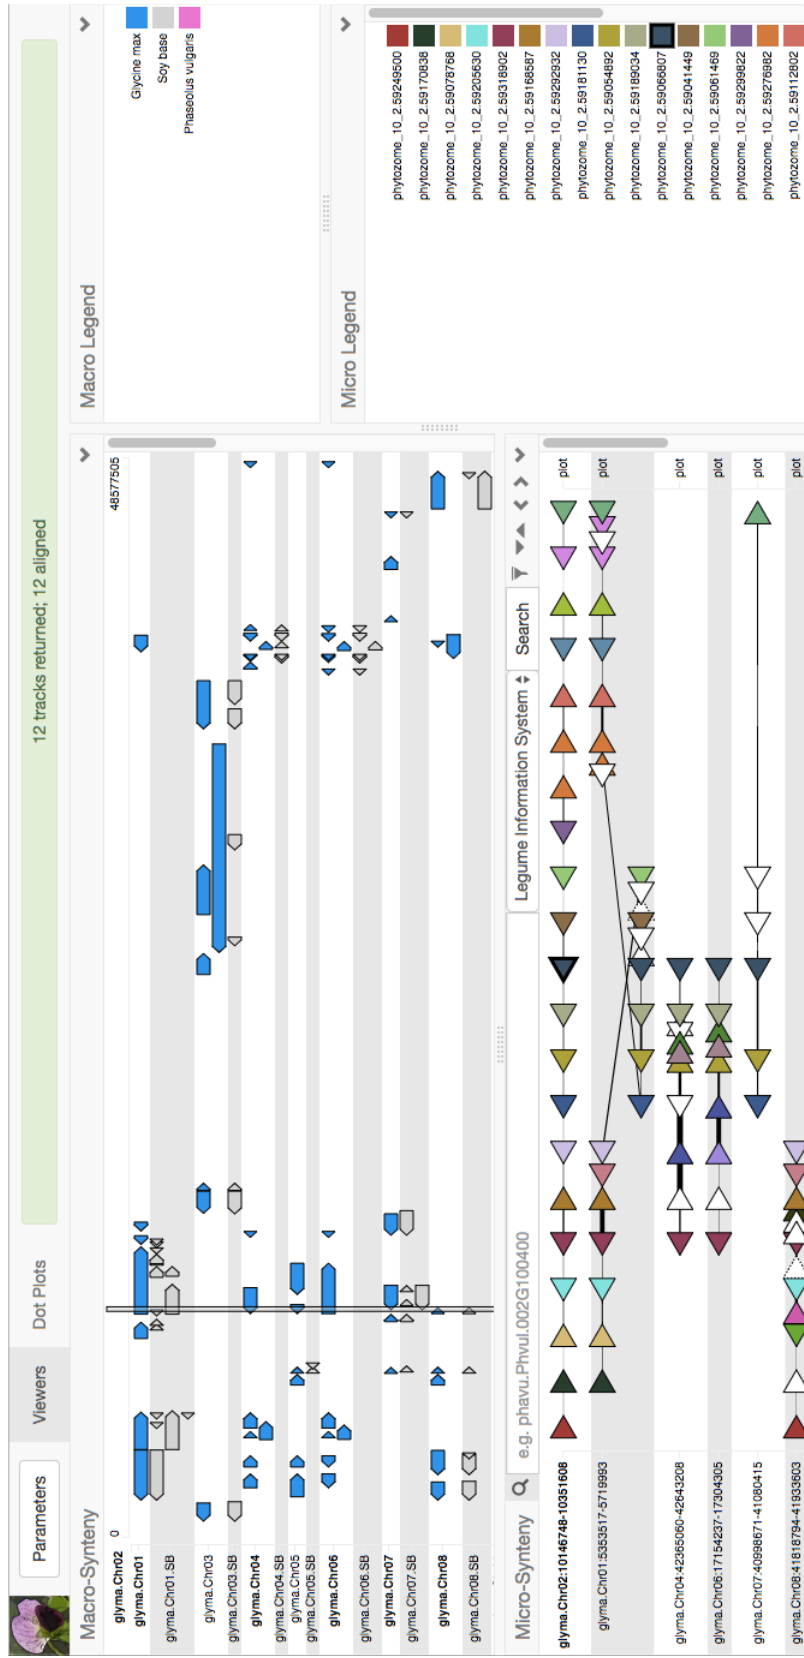 Parameters
Viewers
Dot Plots
12 tracks returned; 12 aligned
Macro-Synteny
0
48577505
glyma.Chr02
glyma.Chr01
glyma.Chr01.SB
glyma.Chr03
glyma.Chr03.SB
glyma.Chr04
glyma.Chr04.SB
glyma.Chr05
glyma.Chr05.SB
glyma.Chr06
glyma.Chr06.SB
glyma.Chr07
glyma.Chr07.SB
glyma.Chr08
glyma.Chr08.SB
Macro Legend
Glycine max
Soy base
Phaseolus vulgaris
Micro-Synteny
e.g. phavu.Phvul.002G100400
Legume Information System
Search
glyma.Chr02:10146748-10351608
plot
glyma.Chr01:5353517-5719993
plot
glyma.Chr04:42365060-42643208
plot
glyma.Chr06:17154237-17304305
plot
glyma.Chr07:40998671-41080415
plot
glyma.Chr08:41818794-41933603
plot
Micro Legend
phytozome_10_2.59249500
phytozome_10_2.59170838
phytozome_10_2.59078768
phytozome_10_2.59205630
phytozome_10_2.59318902
phytozome_10_2.59168587
phytozome_10_2.59292932
phytozome_10_2.59181130
phytozome_10_2.59054892
phytozome_10_2.59189034
phytozome_10_2.59066807
phytozome_10_2.59041449
phytozome_10_2.59061469
phytozome_10_2.59299822
phytozome_10_2.59276982
phytozome_10_2.59112802